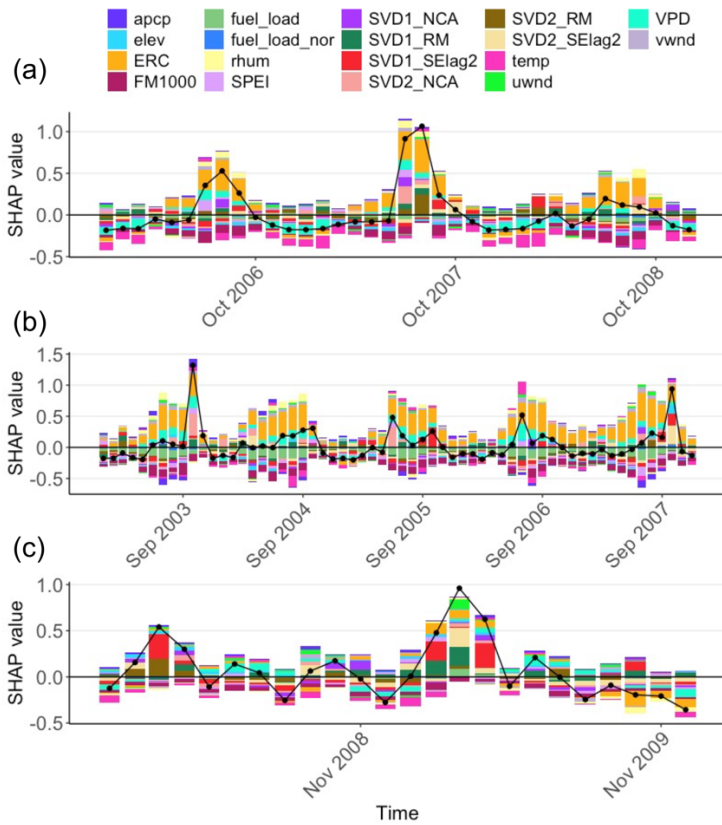 apcp fuel_load SVD1_NCA SVD2_RM VPD
elev fuel_load_nor SVD1_RM SVD2_SElag2 vwnd
ERC rhum SVD1_SElag2 temp
FM1000 SPEI SVD2_NCA uwnd
(a)
SHAP value
1.0
0.5
0.0
-0.5
Oct 2006 Oct 2007 Oct 2008
(b)
SHAP value
1.5
1.0
0.5
0.0
-0.5
Sep 2003 Sep 2004 Sep 2005 Sep 2006 Sep 2007
(c)
SHAP value
1.0
0.5
0.0
-0.5
Nov 2008 Nov 2009
Time